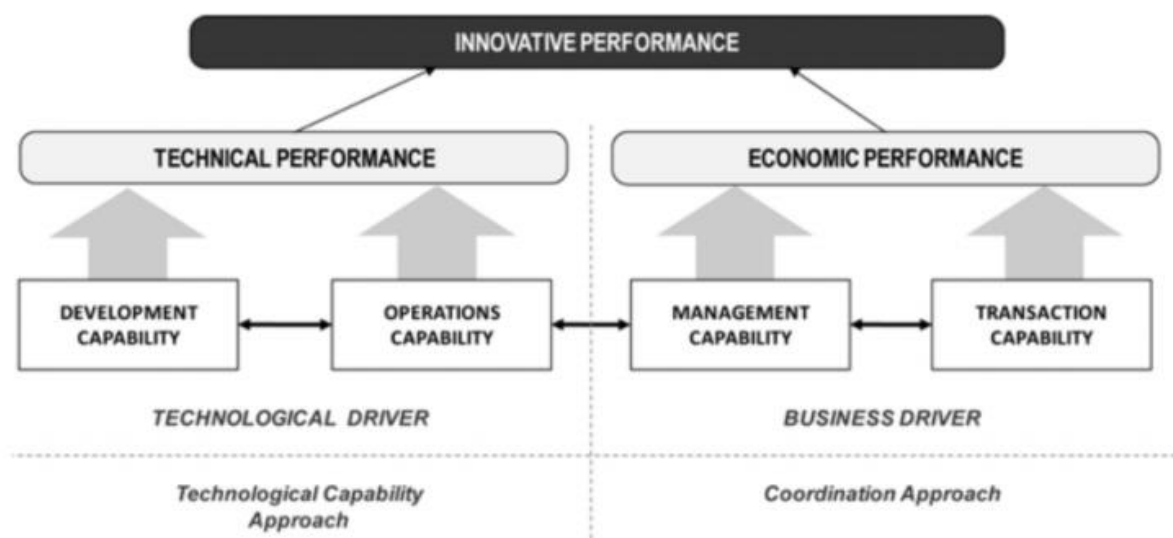 INNOVATIVE PERFORMANCE
TECHNICAL PERFORMANCE
ECONOMIC PERFORMANCE
DEVELOPMENT
CAPABILITY
OPERATIONS
CAPABILITY
MANAGEMENT
CAPABILITY
TRANSACTION
CAPABILITY
TECHNOLOGICAL DRIVER
BUSINESS DRIVER
Technological Capability
Approach
Coordination Approach